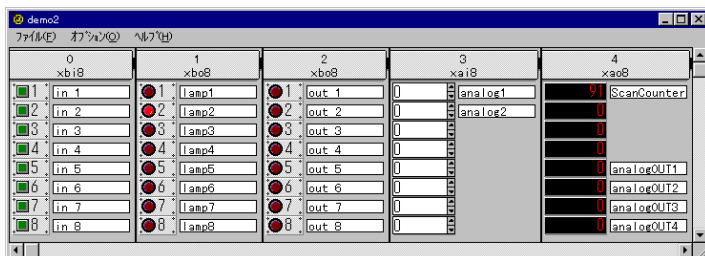 demo2
ﾌｧｲﾙ(F) ｵﾌﾟｼｮﾝ(O) ﾍﾙﾌﾟ(H)
0 1 2 3 4
xbi8 xbo8 xbo8 xai8 xao8
1 in 1 1 lamp1 1 out 1 0 analog1 91 ScanCounter
2 in 2 2 lamp2 2 out 2 0 analog2 0
3 in 3 3 lamp3 3 out 3 0 0
4 in 4 4 lamp4 4 out 4 0 0
5 in 5 5 lamp5 5 out 5 0 0 analogOUT1
6 in 6 6 lamp6 6 out 6 0 0 analogOUT2
7 in 7 7 lamp7 7 out 7 0 0 analogOUT3
8 in 8 8 lamp8 8 out 8 0 0 analogOUT4